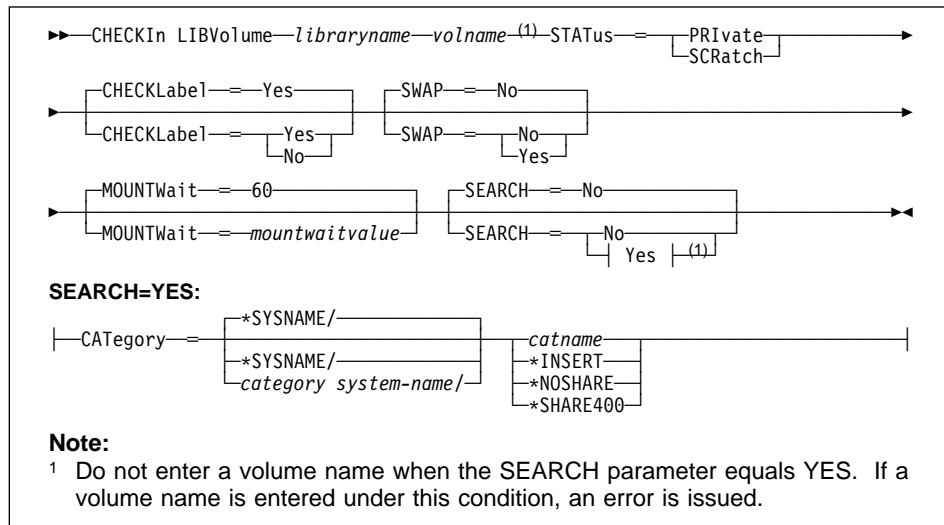 CHECKIn LIBVolume libraryname volname (1) STATus = PRIvate
SCRatch
CHECKLabel = Yes SWAP = No
CHECKLabel = Yes SWAP = No
No Yes
MOUNTWait = 60 SEARCH = No
MOUNTWait = mountwaitvalue SEARCH = No
Yes (1)
SEARCH=YES:
*SYSNAME/
CATegory = catname
*SYSNAME/ *INSERT
category system-name/ *NOSHARE
*SHARE400
Note:
1 Do not enter a volume name when the SEARCH parameter equals YES. If a
volume name is entered under this condition, an error is issued.